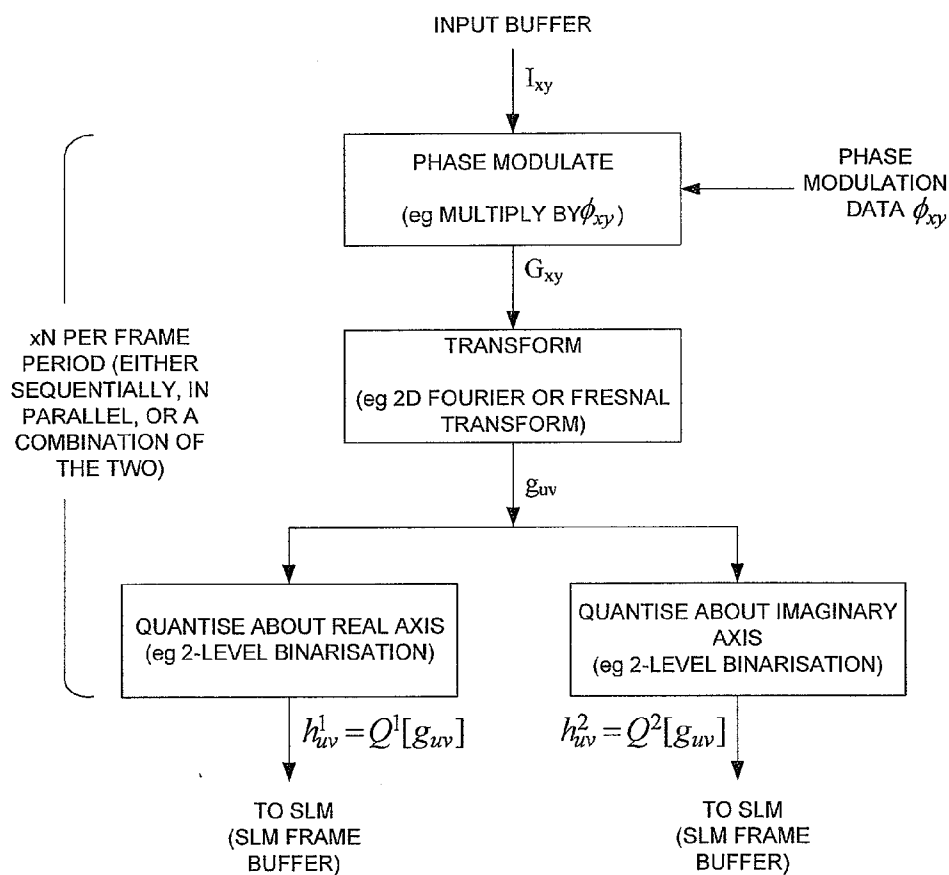 INPUT BUFFER
I_xy
PHASE MODULATE
(eg MULTIPLY BY ϕ_xy)
PHASE
MODULATION
DATA ϕ_xy
G_xy
xN PER FRAME
PERIOD (EITHER
SEQUENTIALLY, IN
PARALLEL, OR A
COMBINATION OF
THE TWO)
TRANSFORM
(eg 2D FOURIER OR FRESNAL
TRANSFORM)
g_uv
QUANTISE ABOUT REAL AXIS
(eg 2-LEVEL BINARISATION)
QUANTISE ABOUT IMAGINARY
AXIS
(eg 2-LEVEL BINARISATION)
h^1_uv = Q^1[g_uv]
h^2_uv = Q^2[g_uv]
TO SLM
(SLM FRAME
BUFFER)
TO SLM
(SLM FRAME
BUFFER)